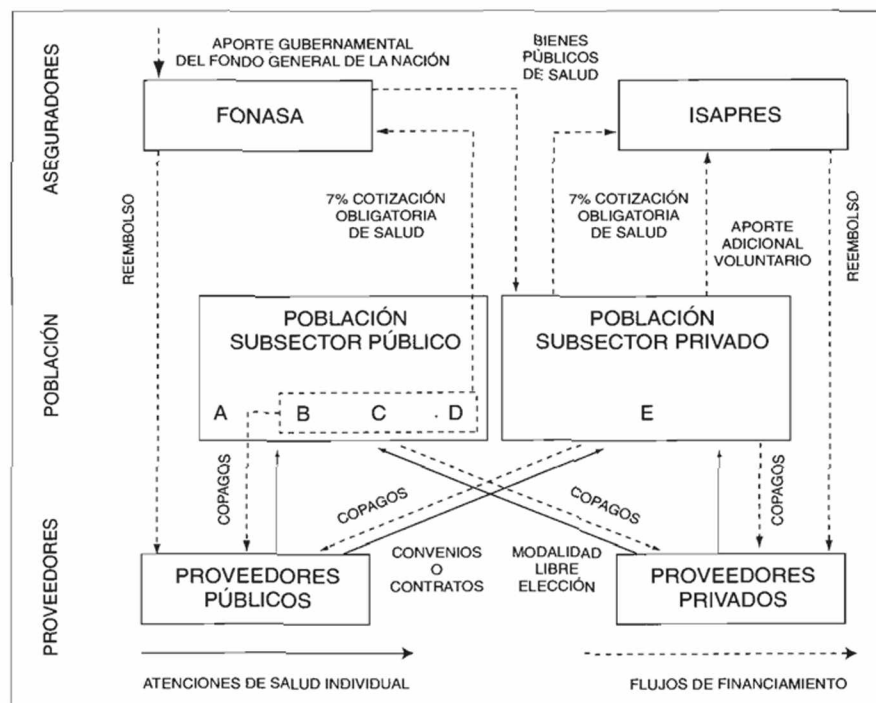 ASEGURADORES
APORTE GUBERNAMENTAL
DEL FONDO GENERAL DE LA NACIÓN
BIENES
PÚBLICOS
DE SALUD
FONASA
ISAPRES
REEMBOLSO
7% COTIZACIÓN
OBLIGATORIA
DE SALUD
7% COTIZACIÓN
OBLIGATORIA
DE SALUD
APORTE
ADICIONAL
VOLUNTARIO
REEMBOLSO
POBLACIÓN
POBLACIÓN
SUBSECTOR PÚBLICO
A B C D
POBLACIÓN
SUBSECTOR PRIVADO
E
PROVEEDORES
COPAGOS
COPAGOS
COPAGOS
COPAGOS
CONVENIOS
O
CONTRATOS
MODALIDAD
LIBRE
ELECCIÓN
PROVEEDORES
PÚBLICOS
PROVEEDORES
PRIVADOS
ATENCIONES DE SALUD INDIVIDUAL
FLUJOS DE FINANCIAMIENTO